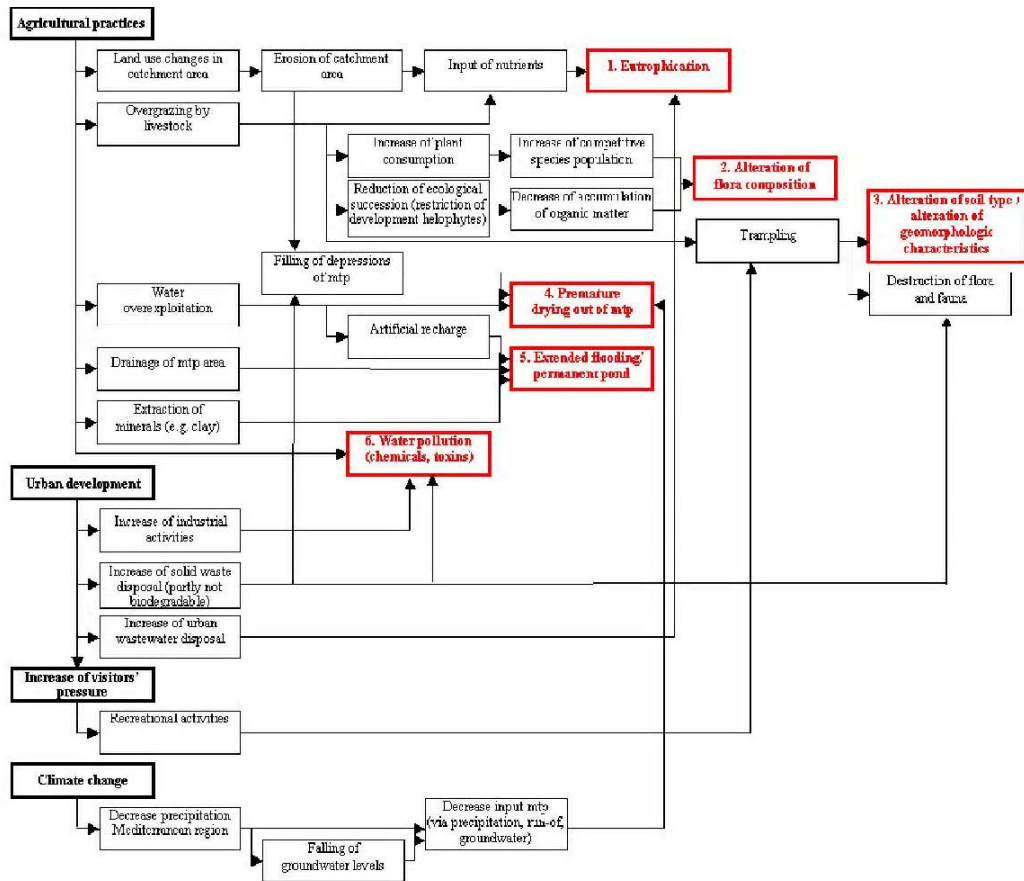 Agricultural practices
Land use changes in
catchment area
Erosion of catchment
area
Input of nutrients
1. Eutrophication
Overgrazing by
livestock
Increase of plant
consumption
Increase of competitive
species population
2. Alteration of
flora composition
Reduction of ecological
succession (restriction of
development helophytes)
Decrease of accumulation
of organic matter
3. Alteration of soil type /
alteration of
geomorphologic
characteristics
Trampling
Filling of depressions
of mtp
Destruction of flora
and fauna
Water
overexploitation
4. Premature
drying out of mtp
Artificial recharge
Drainage of mtp area
5. Extended flooding/
permanent pond
Extraction of
minerals (e.g. clay)
6. Water pollution
(chemicals, toxins)
Urban development
Increase of industrial
activities
Increase of solid waste
disposal (partly not
biodegradable)
Increase of urban
wastewater disposal
Increase of visitors'
pressure
Recreational activities
Climate change
Decrease precipitation
Mediterranean region
Decrease input mtp
(via precipitation, run-of,
groundwater)
Falling of
groundwater levels